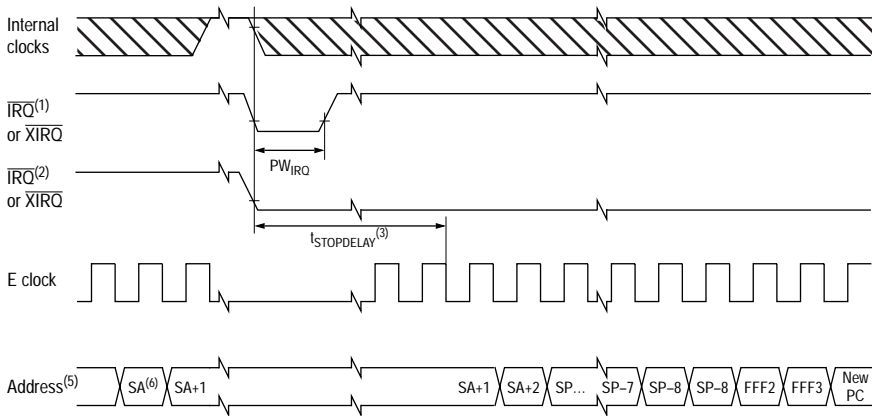 Internal
clocks
IRQ(1)
or XIRQ
PWIRQ
IRQ(2)
or XIRQ
tSTOPDELAY(3)
E clock
Address(5) SA(6) SA+1 SA+1 SA+2 SP... SP–7 SP–8 SP–8 FFF2 FFF3 New
PC